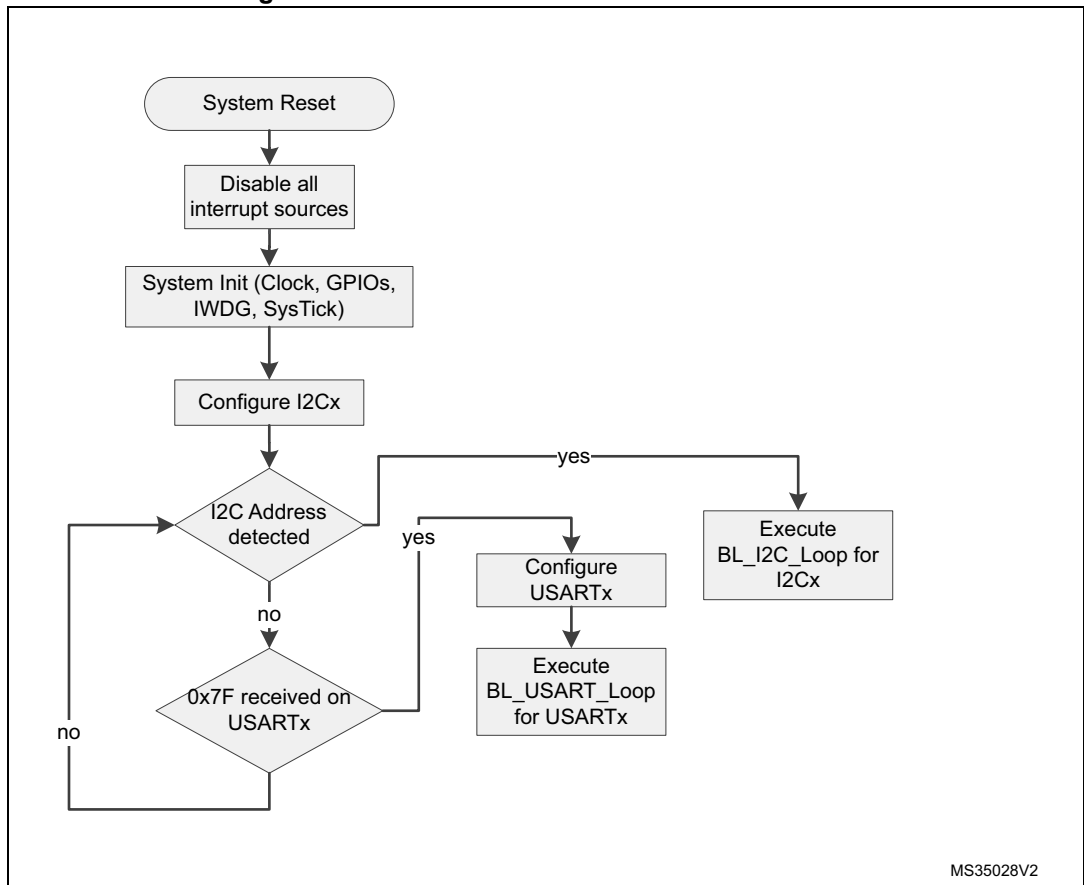 System Reset
Disable all
interrupt sources
System Init (Clock, GPIOs,
IWDG, SysTick)
Configure I2Cx
yes
I2C Address
detected
yes
Execute
BL_I2C_Loop for
I2Cx
Configure
USARTx
no
Execute
BL_USART_Loop
for USARTx
0x7F received on
USARTx
no
MS35028V2